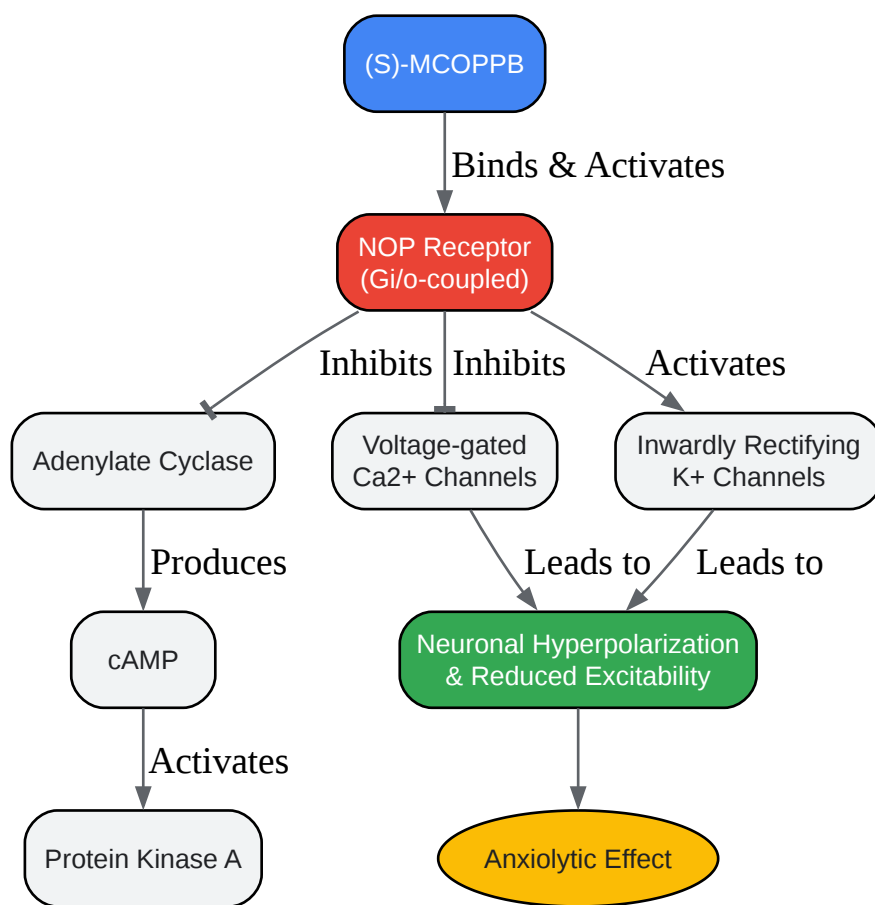 (S)-MCOPPB
Binds & Activates
NOP Receptor
(Gi/o-coupled)
Inhibits
Inhibits
Activates
Adenylate Cyclase
Voltage-gated
Ca2+ Channels
Inwardly Rectifying
K+ Channels
Produces
Leads to
Leads to
cAMP
Neuronal Hyperpolarization
& Reduced Excitability
Activates
Protein Kinase A
Anxiolytic Effect